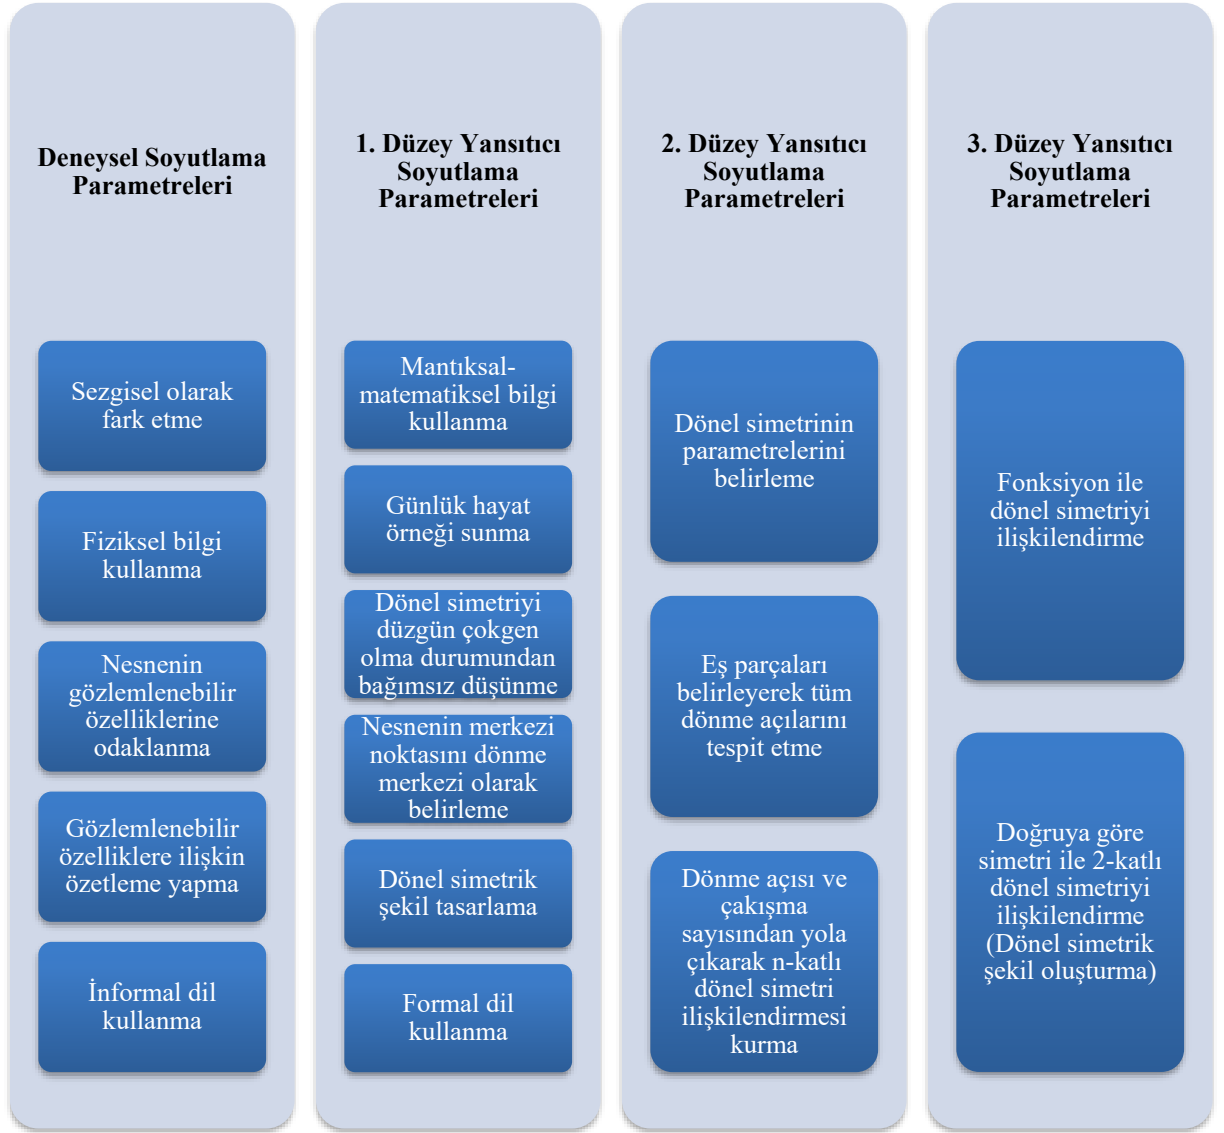 Deneysel Soyutlama
Parametreleri
Sezgisel olarak
fark etme
Fiziksel bilgi
kullanma
Nesnenin
gözlemlenebilir
özelliklerine
odaklanma
Gözlemlenebilir
özelliklere ilişkin
özetleme yapma
İnformal dil
kullanma
1. Düzey Yansıtıcı
Soyutlama
Parametreleri
Mantıksal-
matematiksel bilgi
kullanma
Günlük hayat
örneği sunma
Dönel simetriyi
düzgün çokgen
olma durumundan
bağımsız düşünme
Nesnenin merkezi
noktasını dönme
merkezi olarak
belirleme
Dönel simetrik
şekil tasarlama
Formal dil
kullanma
2. Düzey Yansıtıcı
Soyutlama
Parametreleri
Dönel simetrinin
parametrelerini
belirleme
Eş parçaları
belirleyerek tüm
dönme açılarını
tespit etme
Dönme açısı ve
çakışma
sayısından yola
çıkarak n-katlı
dönel simetri
ilişkilendirmesi
kurma
3. Düzey Yansıtıcı
Soyutlama
Parametreleri
Fonksiyon ile
dönel simetriyi
ilişkilendirme
Doğruya göre
simetri ile 2-katlı
dönel simetriyi
ilişkilendirme
(Dönel simetrik
şekil oluşturma)